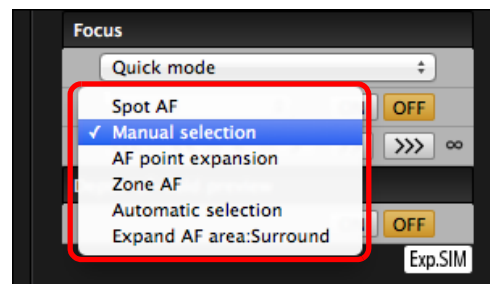 Focus
Quick mode
Spot AF
OFF
✓ Manual selection
>>> ∞
AF point expansion
Zone AF
Automatic selection
OFF
Expand AF area:Surround
Exp.SIM